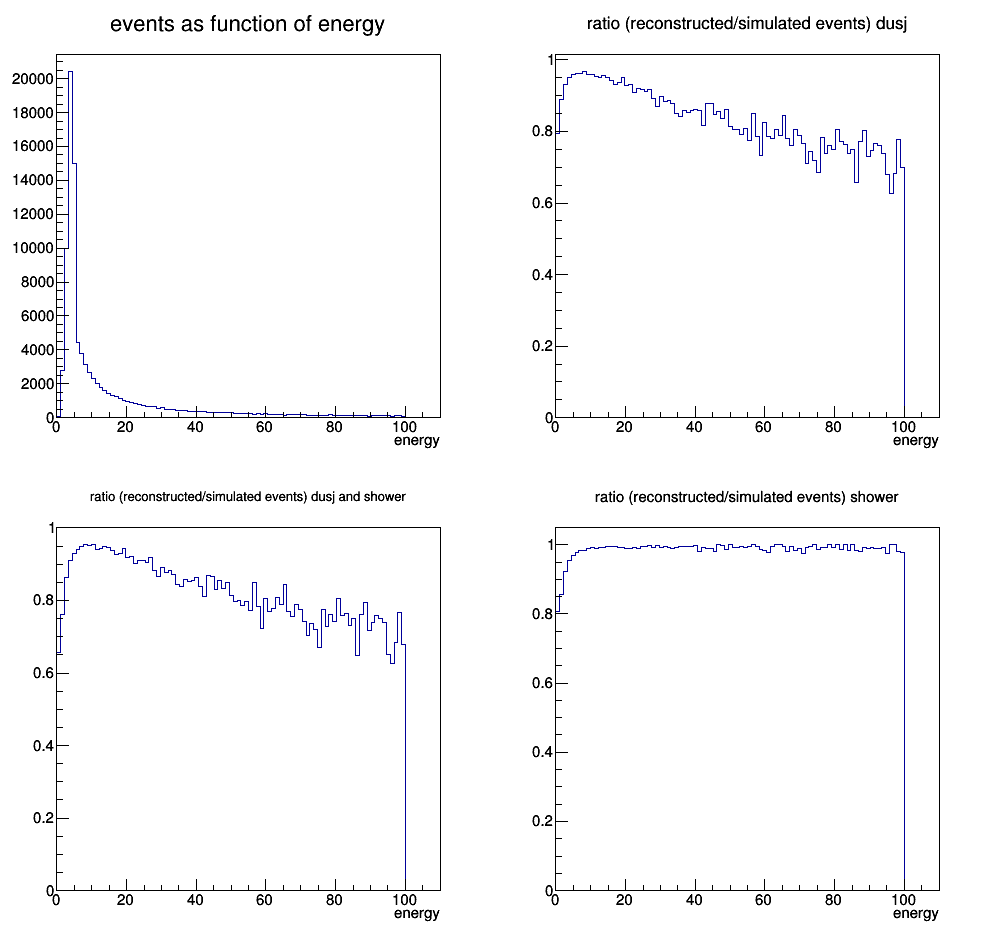 events as function of energy
20000
18000
16000
14000
12000
10000
8000
6000
4000
2000
0
0 20 40 60 80 100
energy
ratio (reconstructed/simulated events) dusj
1
0.8
0.6
0.4
0.2
0
0 20 40 60 80 100
energy
ratio (reconstructed/simulated events) dusj and shower
1
0.8
0.6
0.4
0.2
0
0 20 40 60 80 100
energy
ratio (reconstructed/simulated events) shower
1
0.8
0.6
0.4
0.2
0
0 20 40 60 80 100
energy